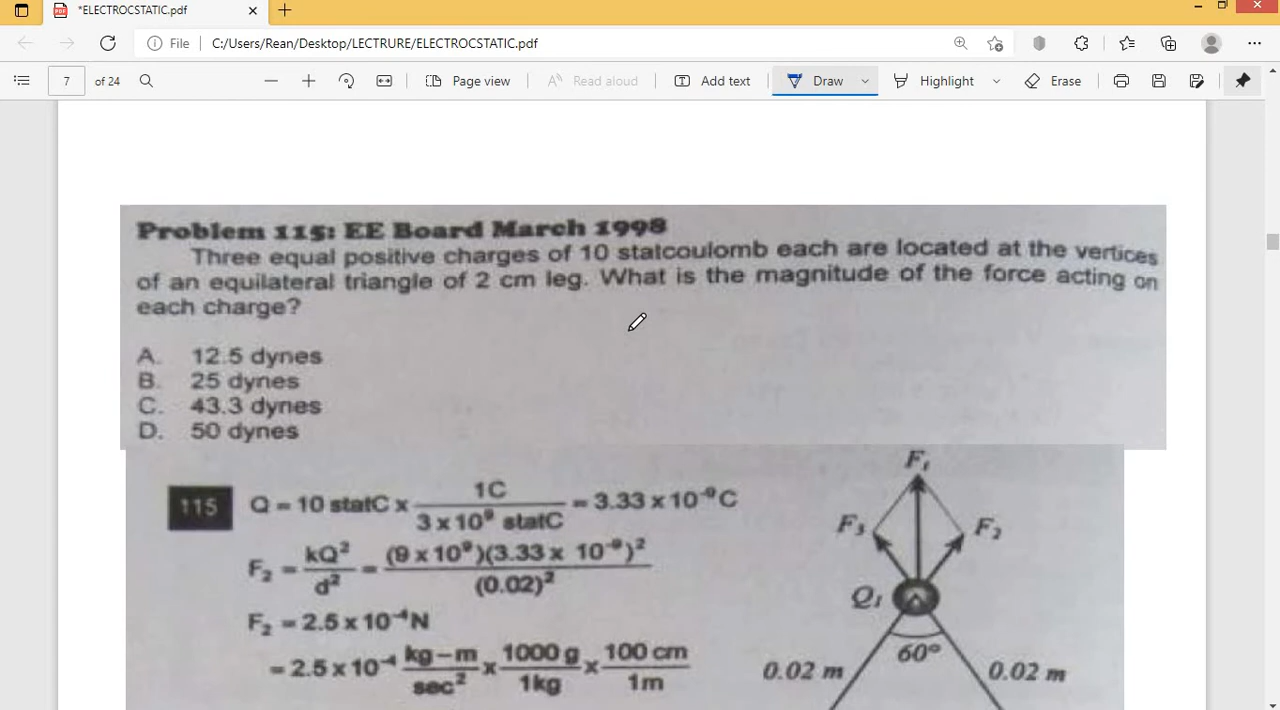 *ELECTROCSTATIC.pdf
File C:/Users/Rean/Desktop/LECTRURE/ELECTROCSTATIC.pdf
7 of 24 Page view Read aloud Add text Draw Highlight Erase
Problem 115: EE Board March 1998
Three equal positive charges of 10 statcoulomb each are located at the vertices
of an equilateral triangle of 2 cm leg. What is the magnitude of the force acting on
each charge?
A. 12.5 dynes
B. 25 dynes
C. 43.3 dynes
D. 50 dynes
115 Q = 10 statC x 1C / 3 x 10⁹ statC = 3.33 x 10⁻⁹ C
F₂ = kQ² / d² = (9 x 10⁹)(3.33 x 10⁻⁹)² / (0.02)²
F₂ = 2.5 x 10⁻⁴ N
= 2.5 x 10⁻⁴ kg-m / sec² x 1000 g / 1kg x 100 cm / 1m
F₁
F₃ F₂
Q₁
60°
0.02 m 0.02 m